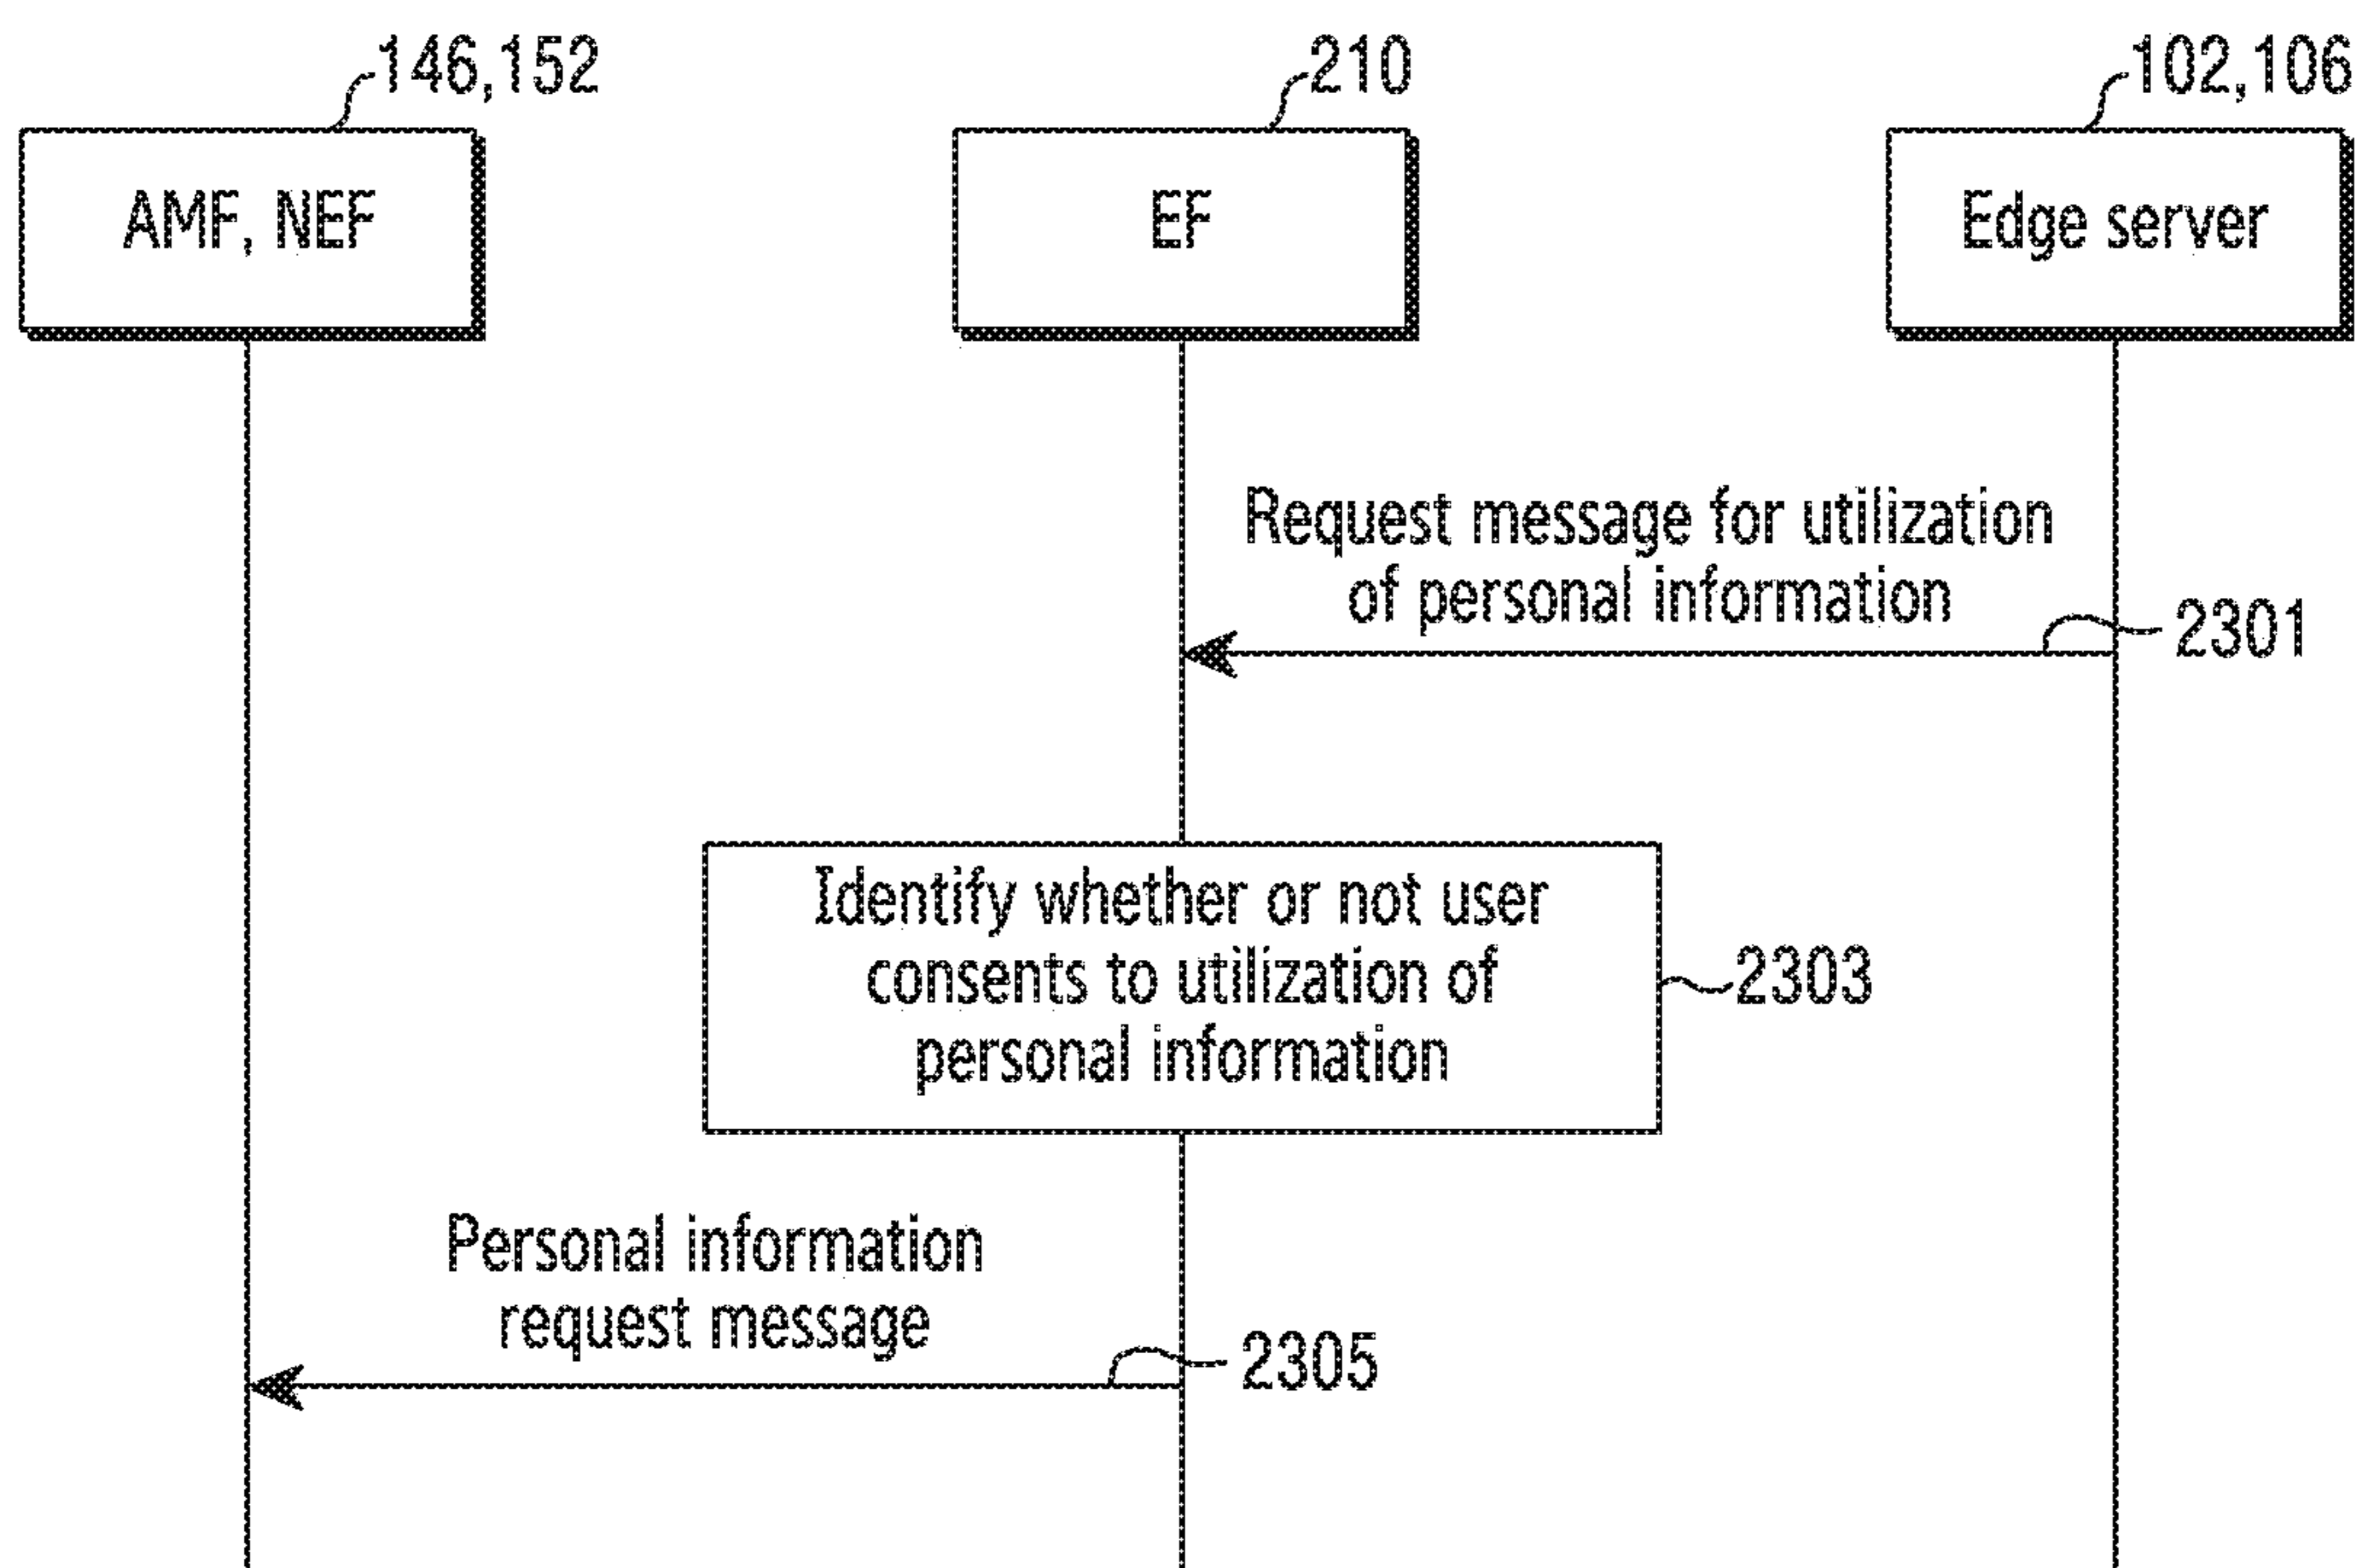 146,152
210
102,106
AMF, NEF
EF
Edge server
Request message for utilization
of personal information
2301
Identify whether or not user
consents to utilization of
personal information
2303
Personal information
request message
2305